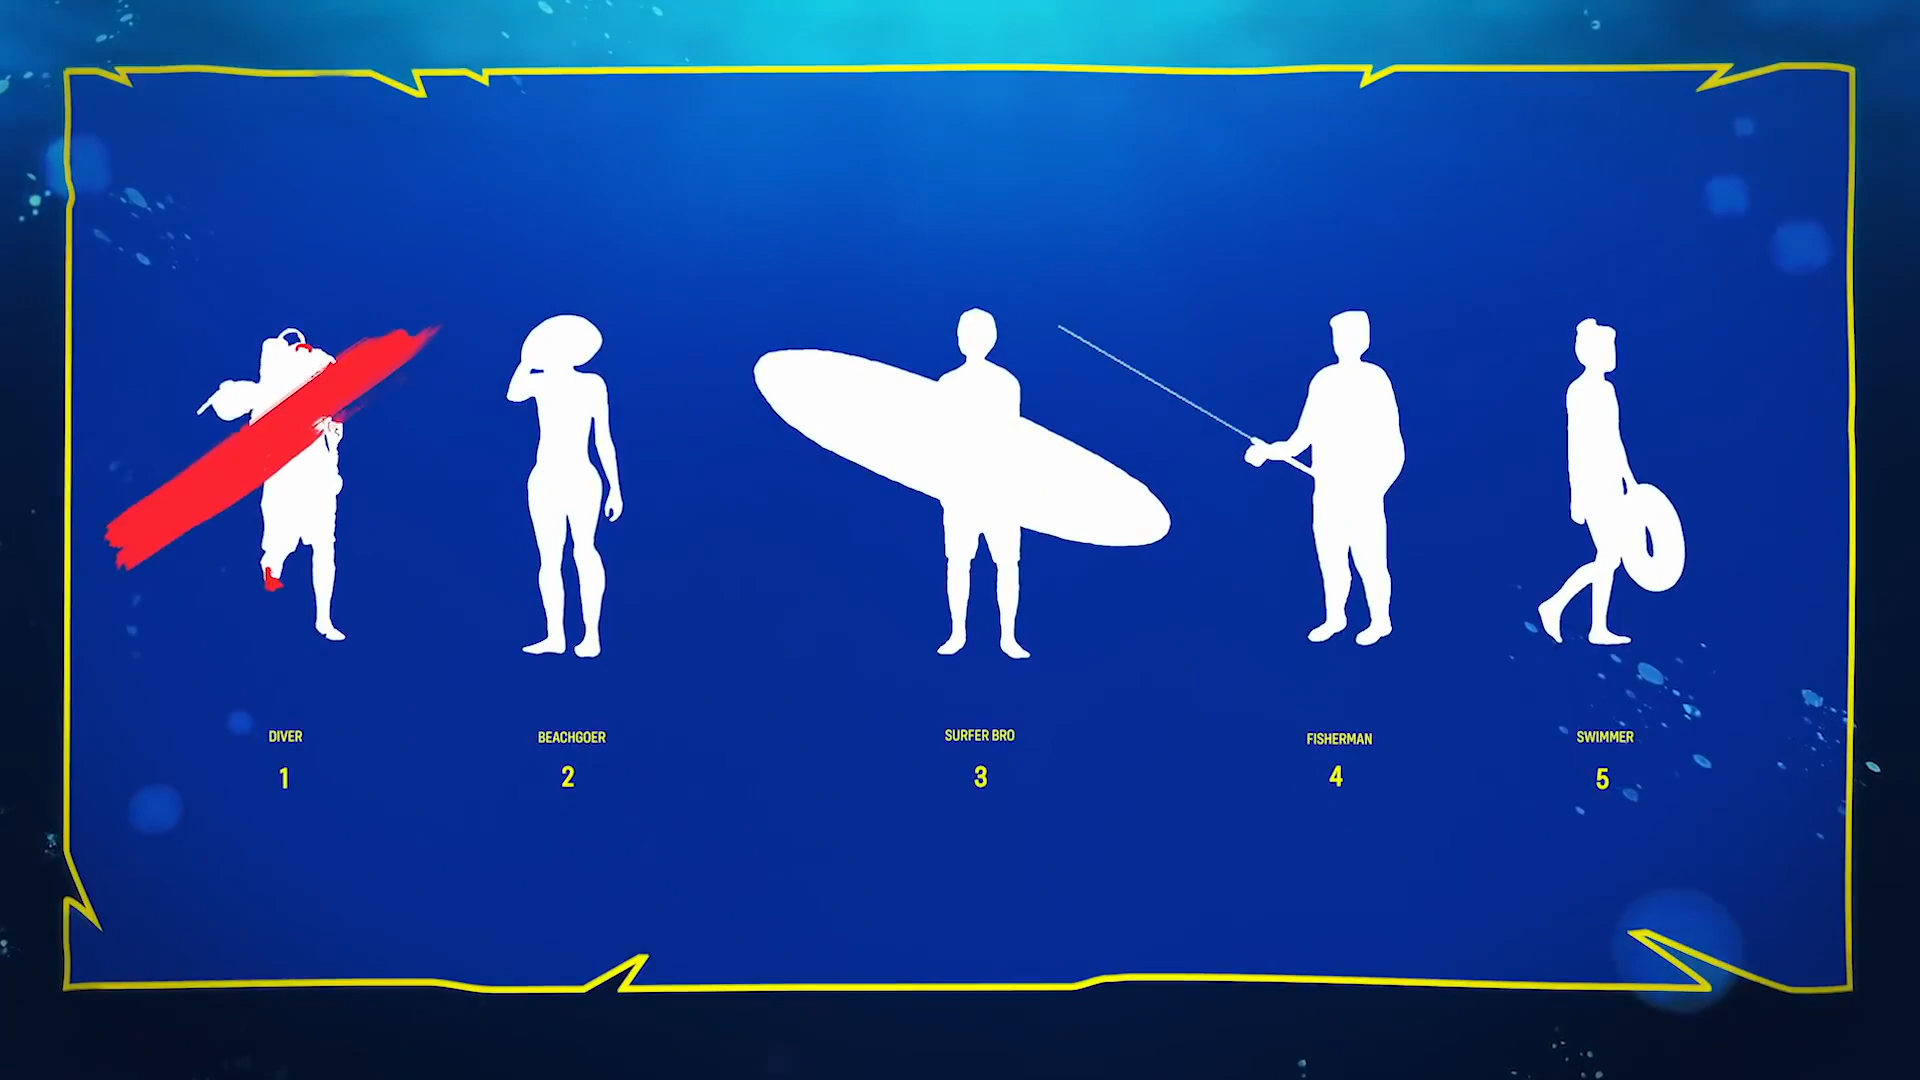 DIVER
1
BEACHGOER
2
SURFER BRO
3
FISHERMAN
4
SWIMMER
5